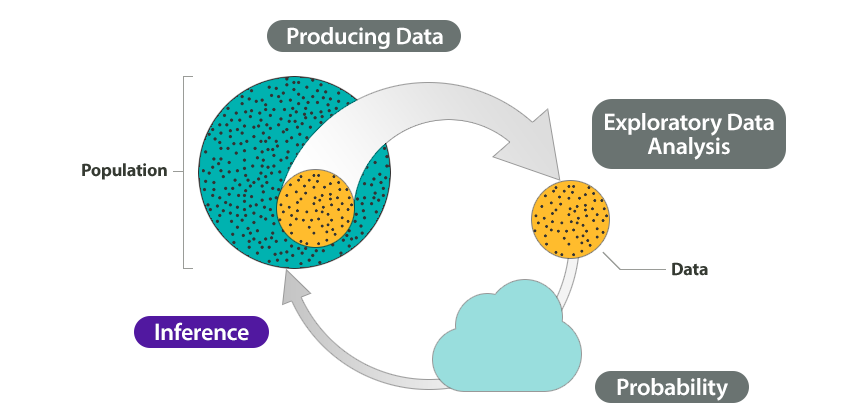 Producing Data
Exploratory Data
Analysis
Population
Data
Inference
Probability